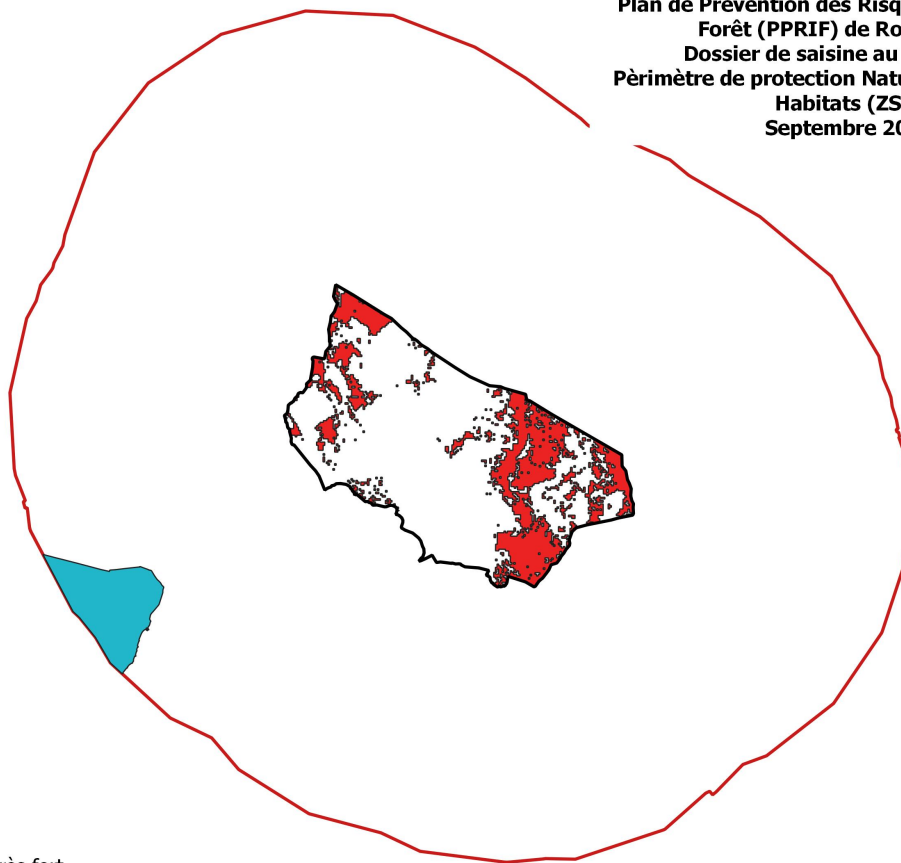 Plan de Prévention des Risq
Forêt (PPRIF) de Ro
Dossier de saisine au
Pèrimètre de protection Natu
Habitats (ZS
Septembre 20